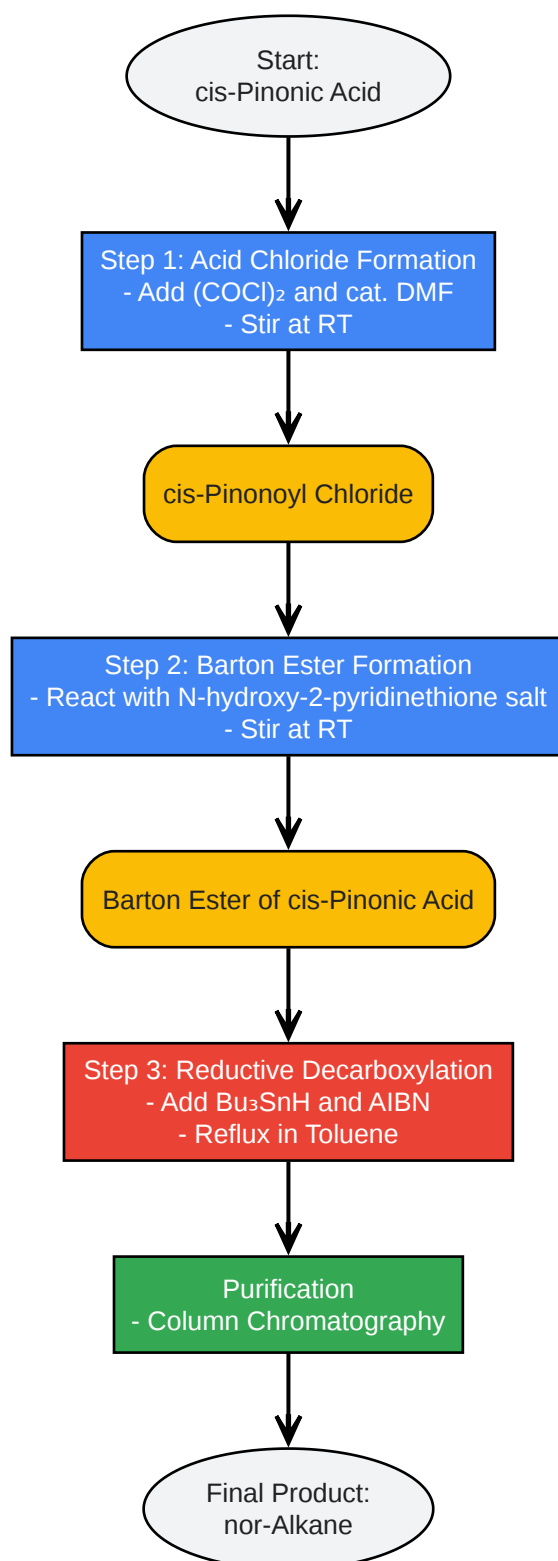 Start:
cis-Pinonic Acid
Step 1: Acid Chloride Formation
- Add (COCl)₂ and cat. DMF
- Stir at RT
cis-Pinonoyl Chloride
Step 2: Barton Ester Formation
- React with N-hydroxy-2-pyridinethione salt
- Stir at RT
Barton Ester of cis-Pinonic Acid
Step 3: Reductive Decarboxylation
- Add Bu₃SnH and AIBN
- Reflux in Toluene
Purification
- Column Chromatography
Final Product:
nor-Alkane